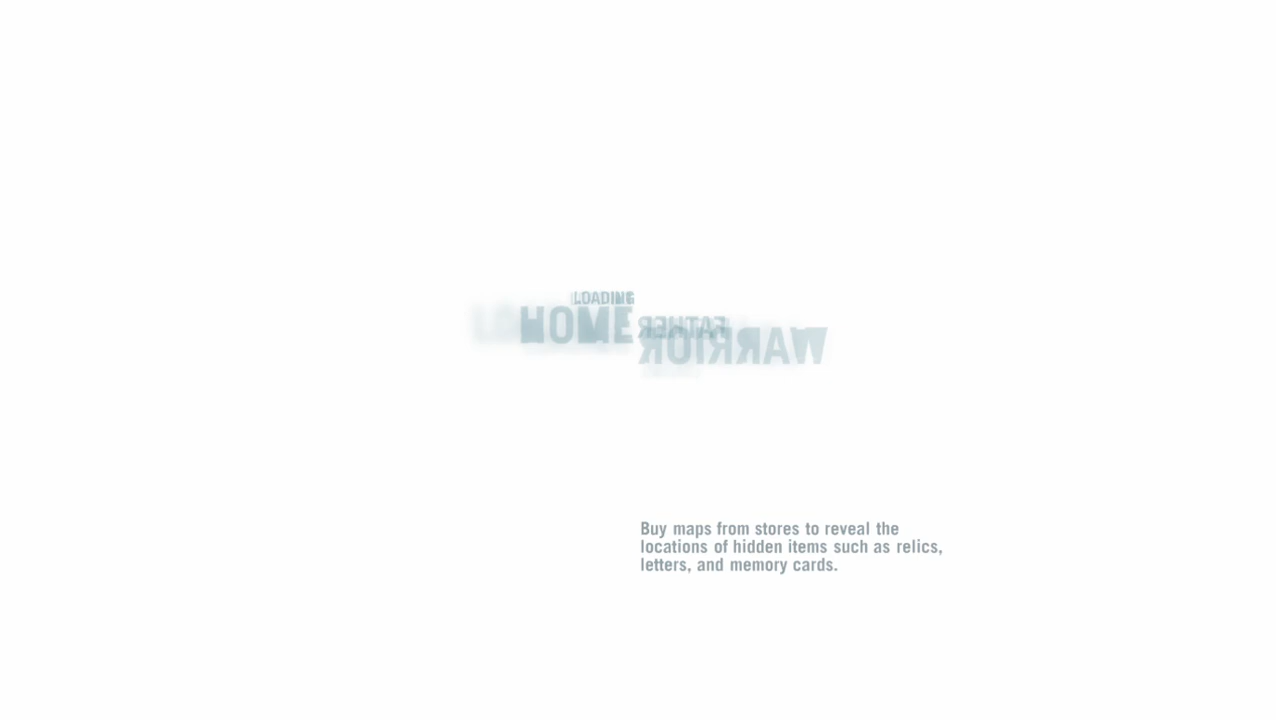 LOADING
HOME
FATHER
WARRIOR
Buy maps from stores to reveal the
locations of hidden items such as relics,
letters, and memory cards.